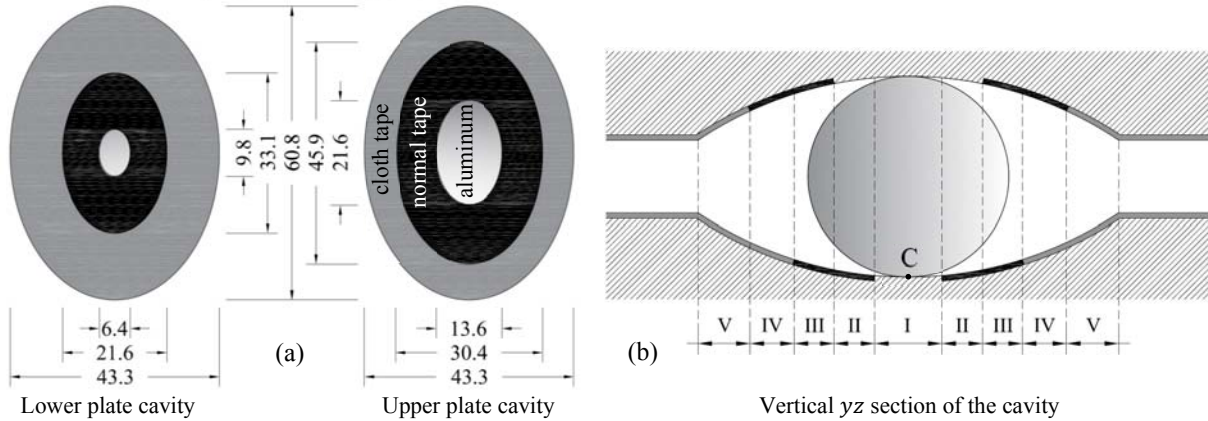 cloth tape
normal tape
aluminum
9.8
33.1
60.8
45.9
21.6
6.4
21.6
43.3
(a)
13.6
30.4
43.3
Lower plate cavity
Upper plate cavity
C
V IV III II I II III IV V
(b)
Vertical yz section of the cavity